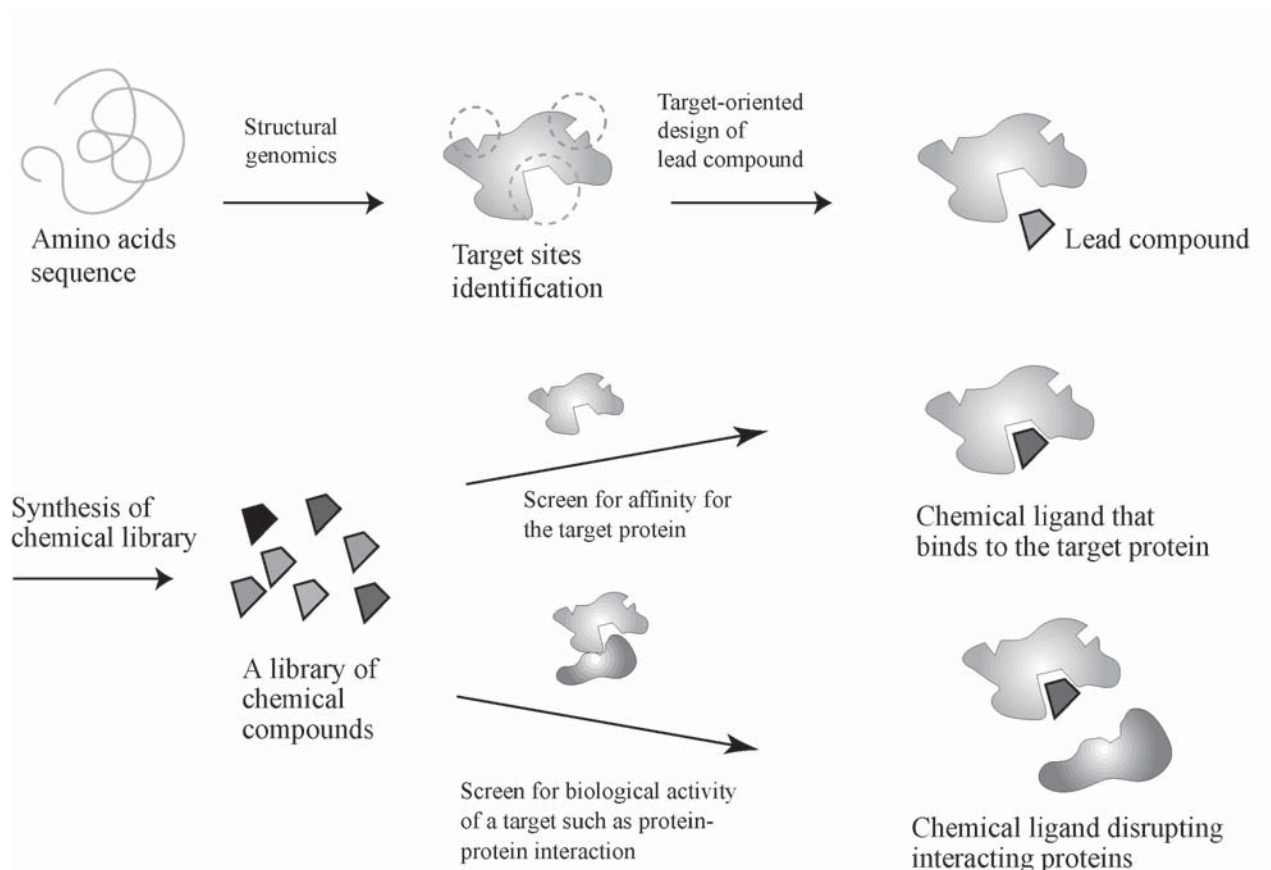 Structural
genomics
Target-oriented
design of
lead compound
Amino acids
sequence
Target sites
identification
Lead compound
Synthesis of
chemical library
Screen for affinity for
the target protein
Chemical ligand that
binds to the target protein
A library of
chemical
compounds
Screen for biological activity
of a target such as protein-
protein interaction
Chemical ligand disrupting
interacting proteins